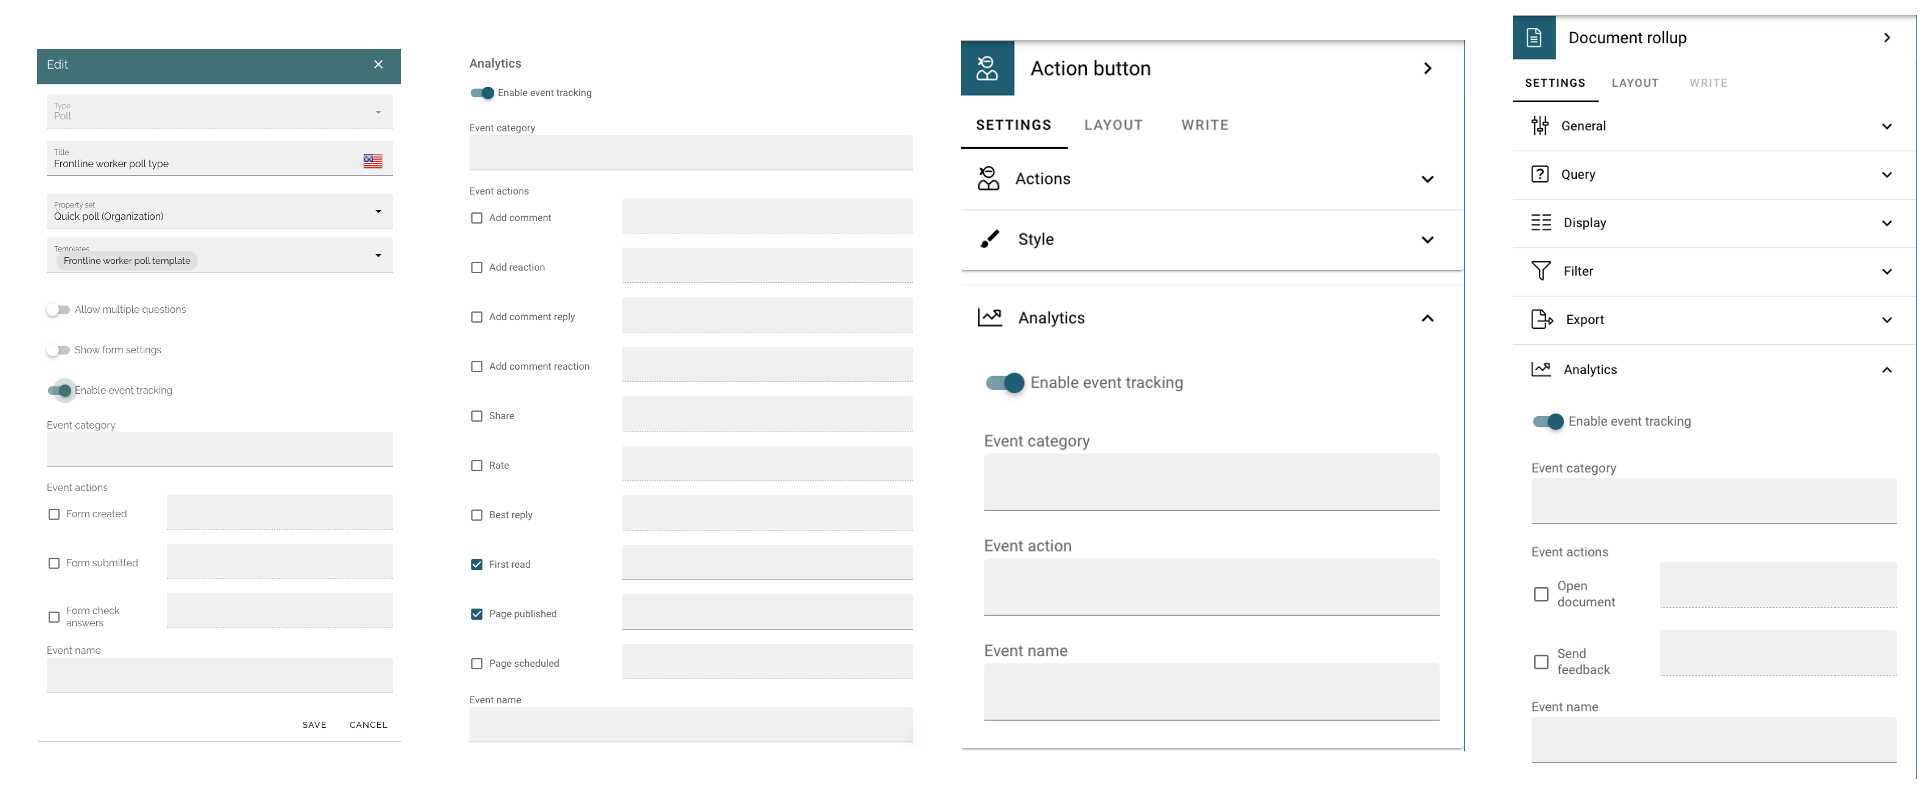 Edit
Type
Poll
Title
Frontline worker poll type
Property set
Quick poll (Organization)
Templates
Frontline worker poll template
Allow multiple questions
Show form settings
Enable event tracking
Event category
Event actions
Form created
Form submitted
Form check
answers
Event name
SAVE CANCEL
Analytics
Enable event tracking
Event category
Event actions
Add comment
Add reaction
Add comment reply
Add comment reaction
Share
Rate
Best reply
First read
Page published
Page scheduled
Event name
Action button
SETTINGS LAYOUT WRITE
Actions
Style
Analytics
Enable event tracking
Event category
Event action
Event name
Document rollup
SETTINGS LAYOUT WRITE
General
Query
Display
Filter
Export
Analytics
Enable event tracking
Event category
Event actions
Open
document
Send
feedback
Event name